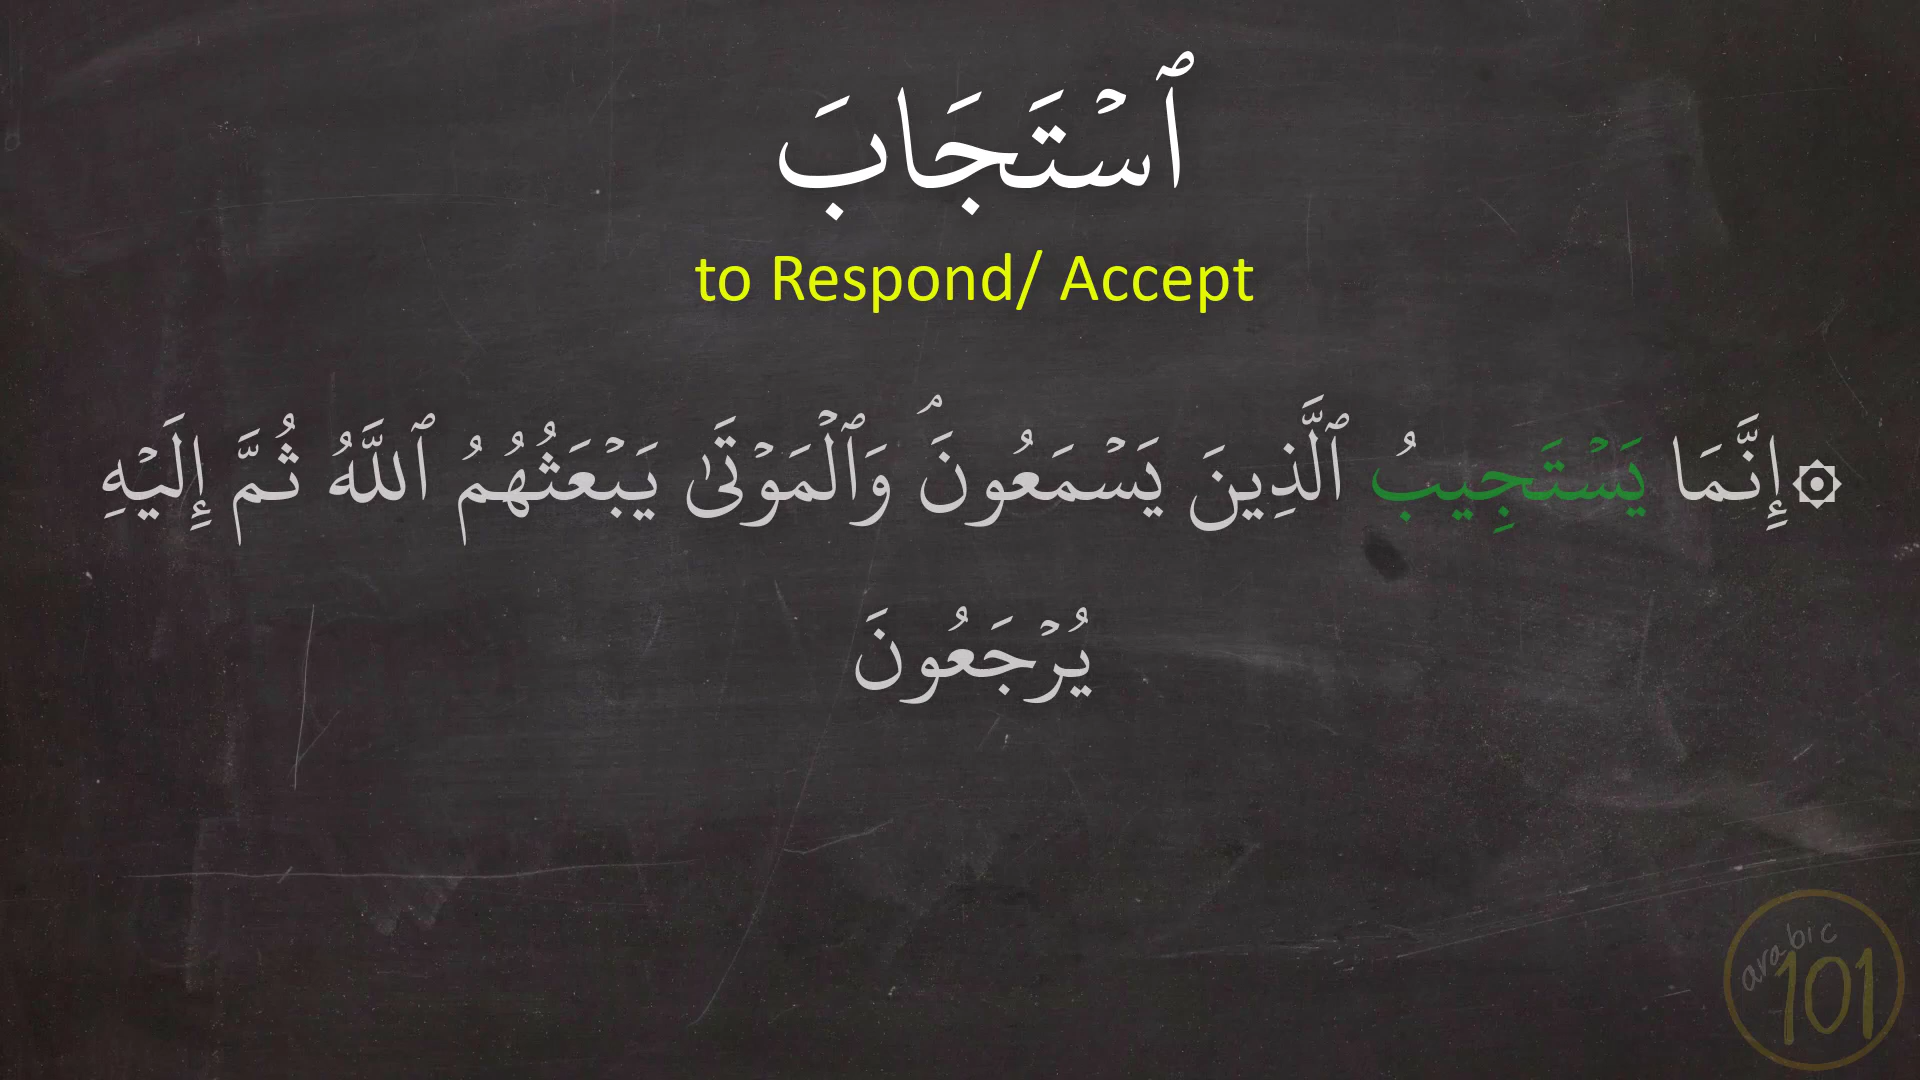 ٱسۡتَجَابَ
to Respond/ Accept
۞إِنَّمَا يَسۡتَجِيبُ ٱلَّذِينَ يَسۡمَعُونَۘ وَٱلۡمَوۡتَىٰ يَبۡعَثُهُمُ ٱللَّهُ ثُمَّ إِلَيۡهِ
يُرۡجَعُونَ
arabic
101